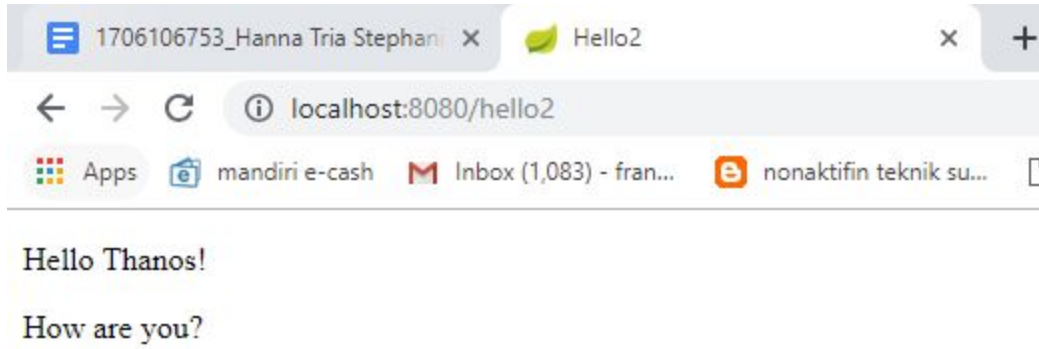 1706106753_Hanna Tria Stephan
Hello2
localhost:8080/hello2
Apps mandiri e-cash Inbox (1,083) - fran... nonaktifin teknik su...
Hello Thanos!
How are you?